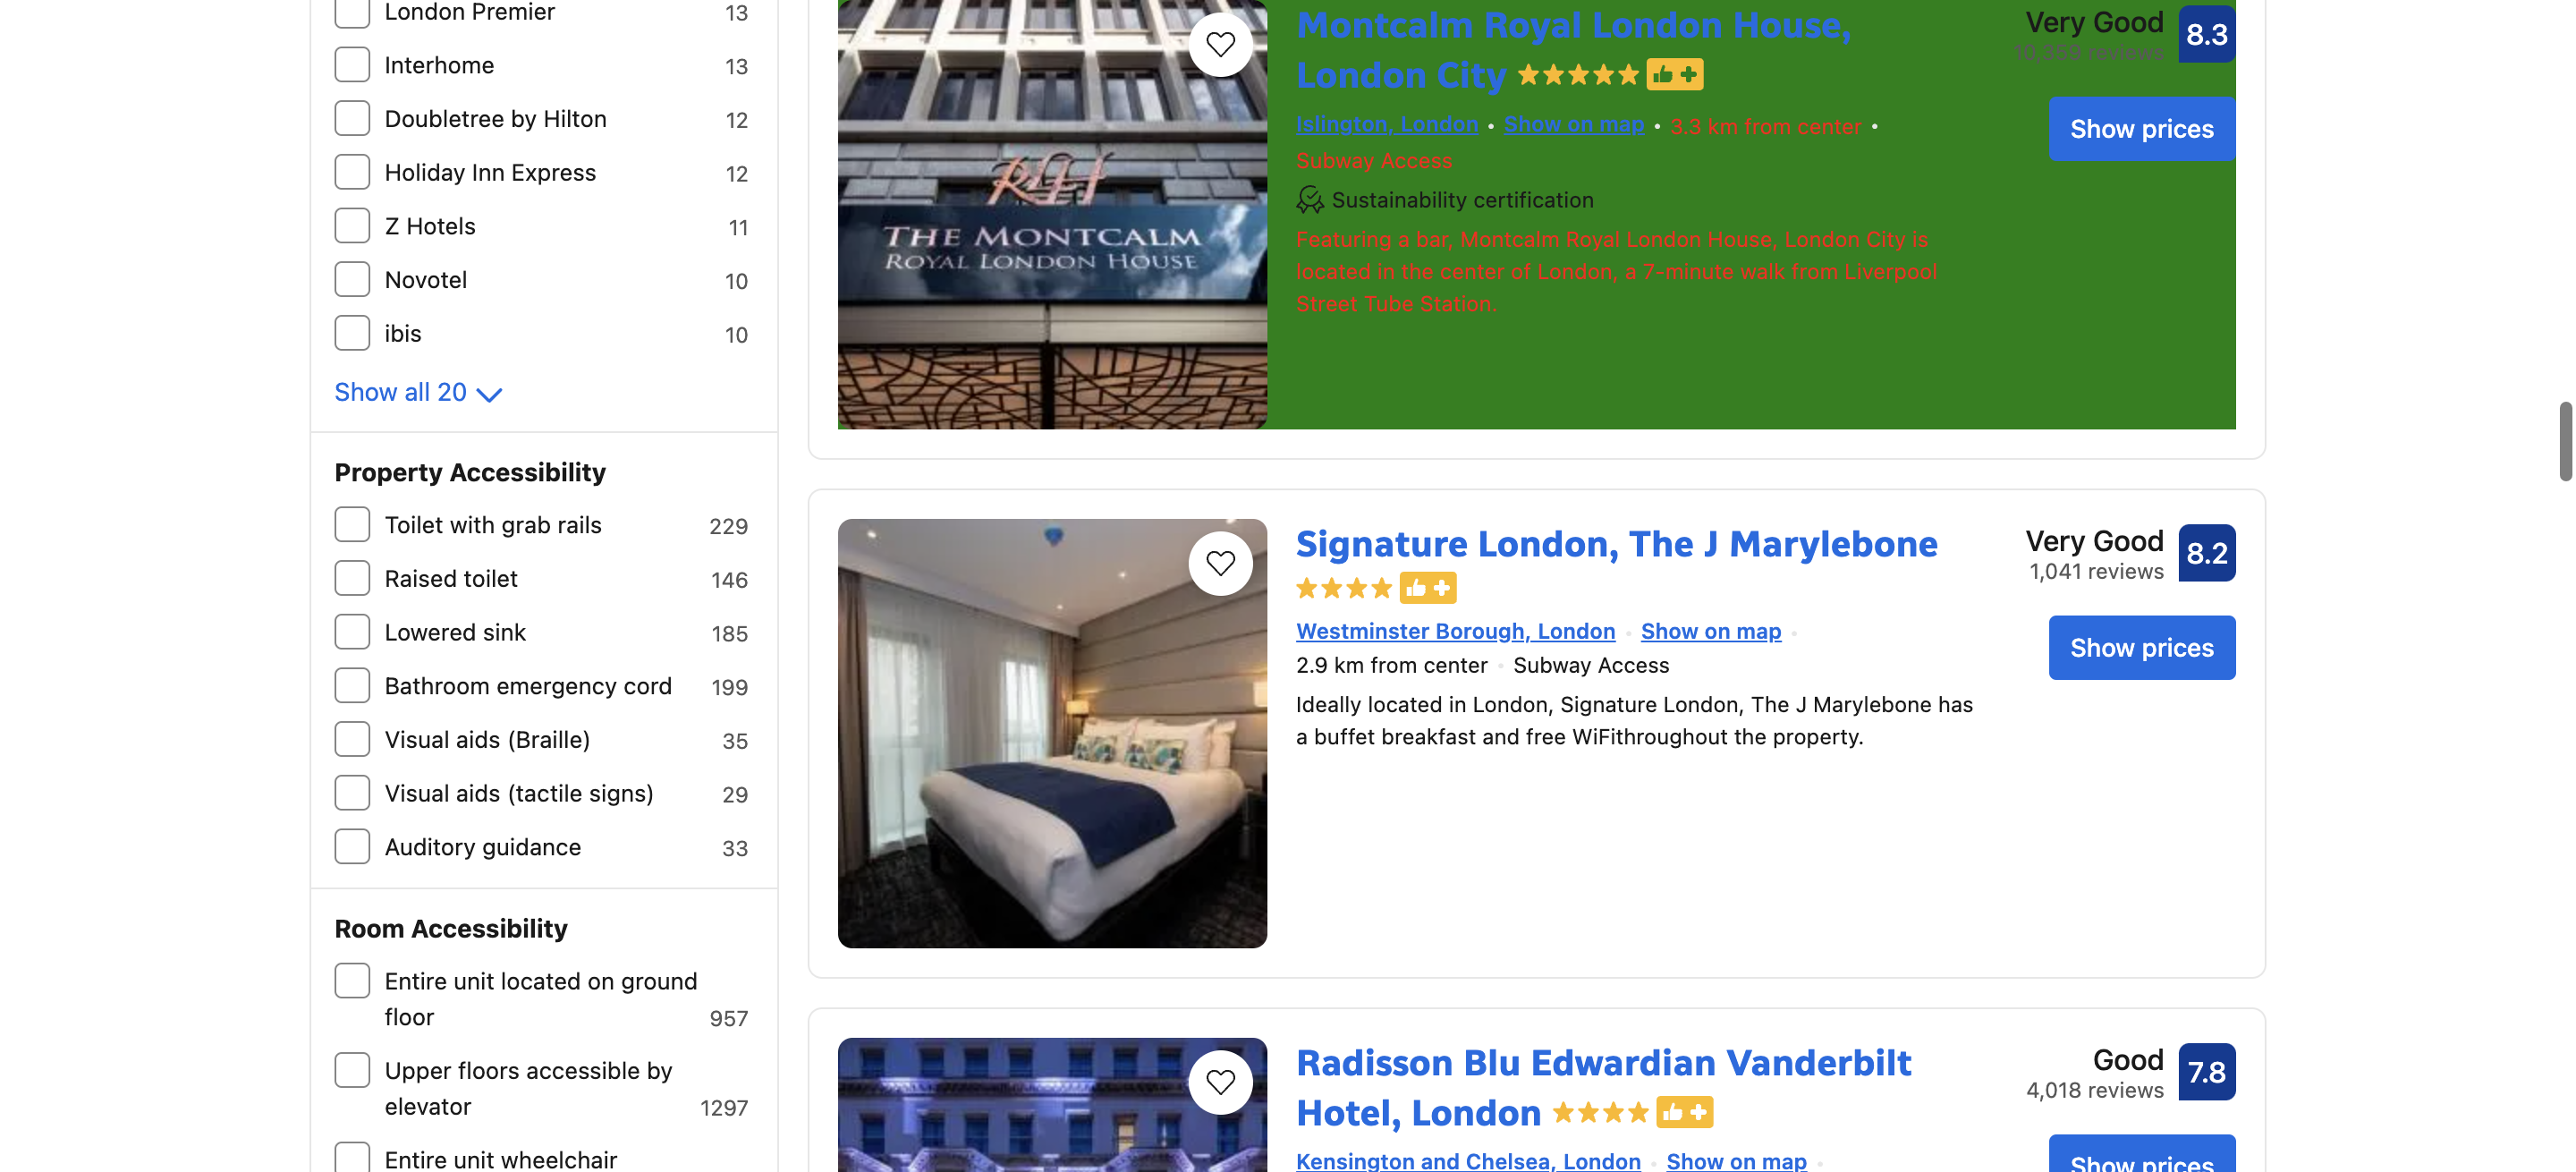 London Premier 13
Interhome 13
Doubletree by Hilton 12
Holiday Inn Express 12
Z Hotels 11
Novotel 10
ibis 10
Show all 20
Property Accessibility
Toilet with grab rails 229
Raised toilet 146
Lowered sink 185
Bathroom emergency cord 199
Visual aids (Braille) 35
Visual aids (tactile signs) 29
Auditory guidance 33
Room Accessibility
Entire unit located on ground
floor 957
Upper floors accessible by
elevator 1297
Entire unit wheelchair
THE MONTCALM
ROYAL LONDON HOUSE
Montcalm Royal London House,
London City
Islington, London • Show on map • 3.3 km from center •
Subway Access
Sustainability certification
Featuring a bar, Montcalm Royal London House, London City is
located in the center of London, a 7-minute walk from Liverpool
Street Tube Station.
Very Good 8.3
10,359 reviews
Show prices
Signature London, The J Marylebone
Westminster Borough, London • Show on map •
2.9 km from center • Subway Access
Ideally located in London, Signature London, The J Marylebone has
a buffet breakfast and free WiFithroughout the property.
Very Good 8.2
1,041 reviews
Show prices
Radisson Blu Edwardian Vanderbilt
Hotel, London
Kensington and Chelsea, London • Show on map •
Good 7.8
4,018 reviews
Show prices